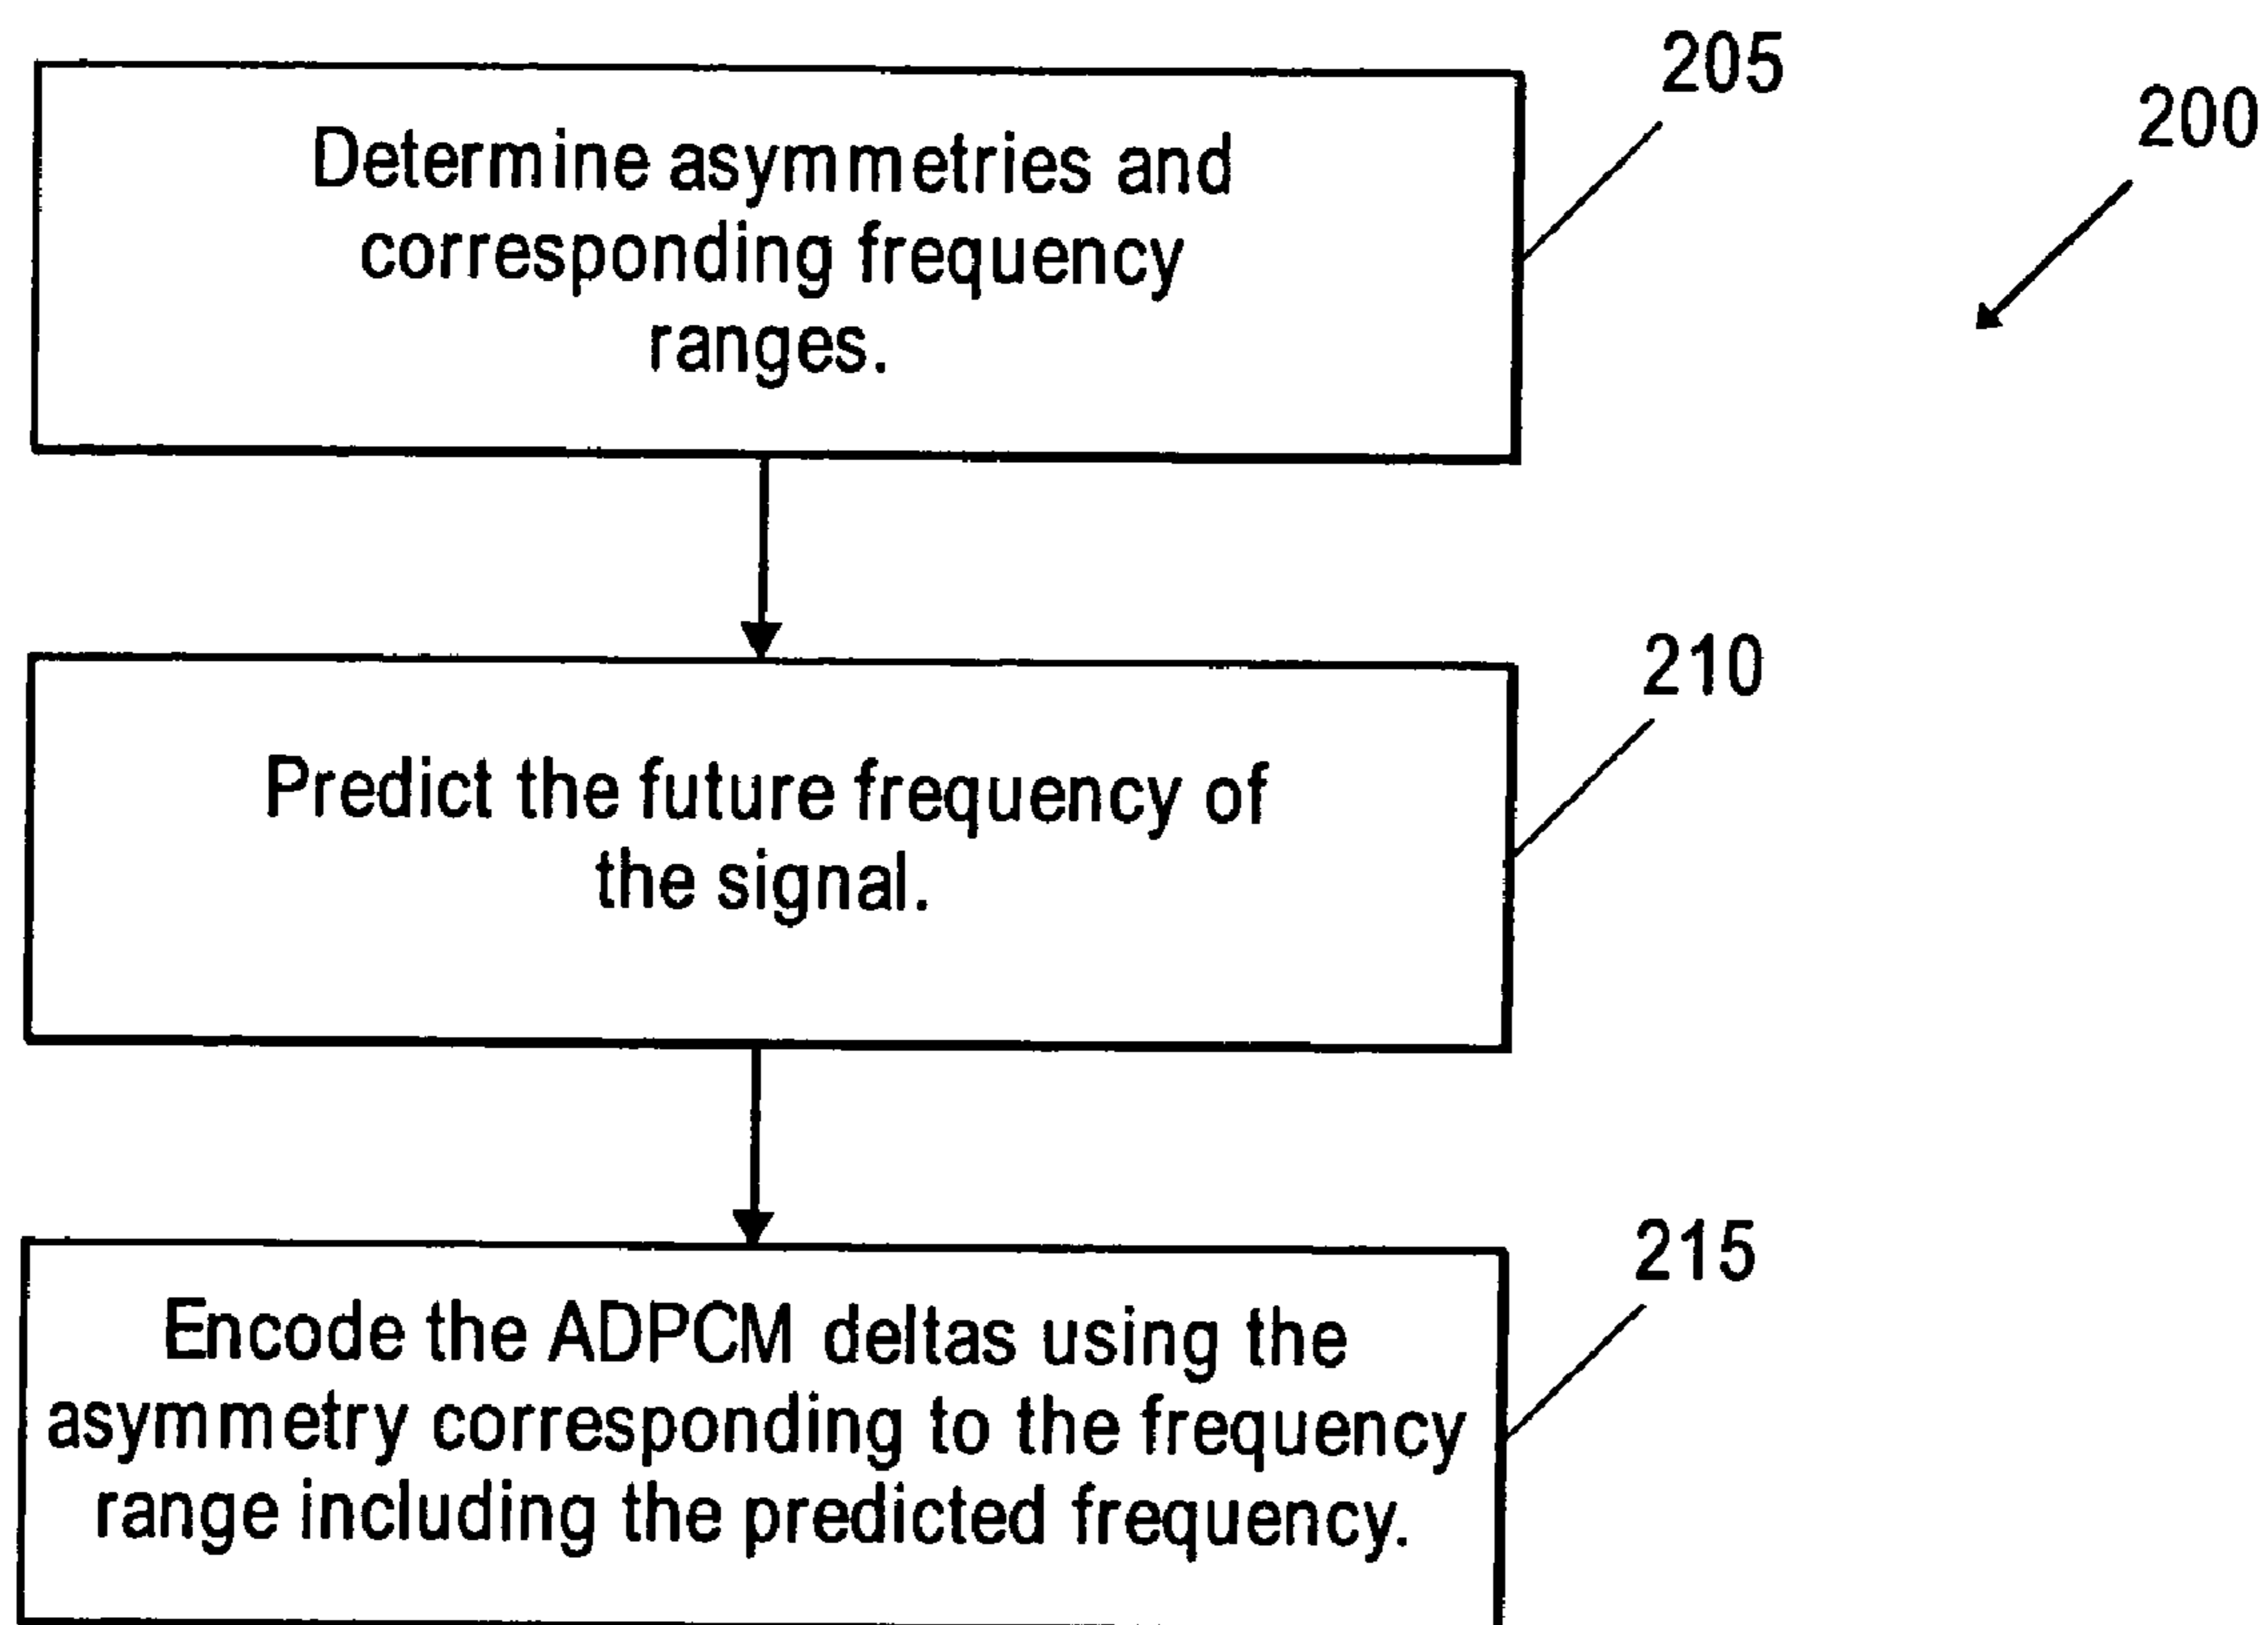 205
200
Determine asymmetries and
corresponding frequency
ranges.
210
Predict the future frequency of
the signal.
215
Encode the ADPCM deltas using the
asymmetry corresponding to the frequency
range including the predicted frequency.